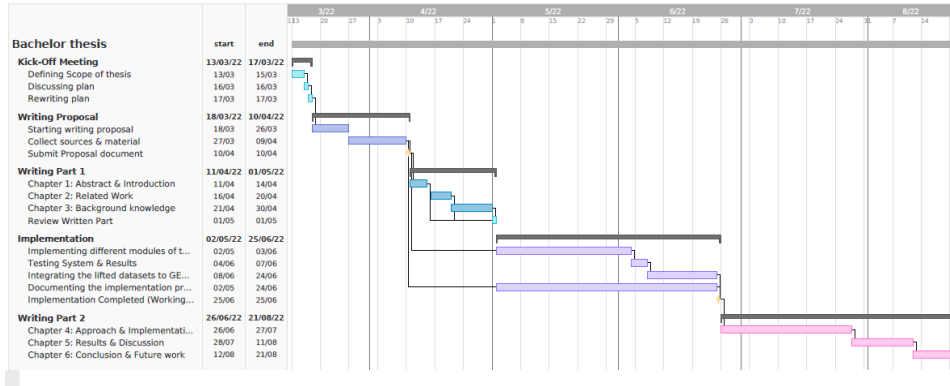 3/22 4/22 5/22 6/22 7/22 8/22
13 20 27 3 10 17 24 1 8 15 22 29 5 12 19 26 3 10 17 24 31 7 14
Bachelor thesis start end
Kick-Off Meeting 13/03/22 17/03/22
Defining Scope of thesis 13/03 15/03
Discussing plan 16/03 16/03
Rewriting plan 17/03 17/03
Writing Proposal 18/03/22 10/04/22
Starting writing proposal 18/03 26/03
Collect sources & material 27/03 09/04
Submit Proposal document 10/04 10/04
Writing Part 1 11/04/22 01/05/22
Chapter 1: Abstract & Introduction 11/04 14/04
Chapter 2: Related Work 16/04 20/04
Chapter 3: Background knowledge 21/04 30/04
Review Written Part 01/05 01/05
Implementation 02/05/22 25/06/22
Implementing different modules of t... 02/05 03/06
Testing System & Results 04/06 07/06
Integrating the lifted datasets to GE... 08/06 24/06
Documenting the implementation pr... 02/05 24/06
Implementation Completed (Working... 25/06 25/06
Writing Part 2 26/06/22 21/08/22
Chapter 4: Approach & Implementati... 26/06 27/07
Chapter 5: Results & Discussion 28/07 11/08
Chapter 6: Conclusion & Future work 12/08 21/08